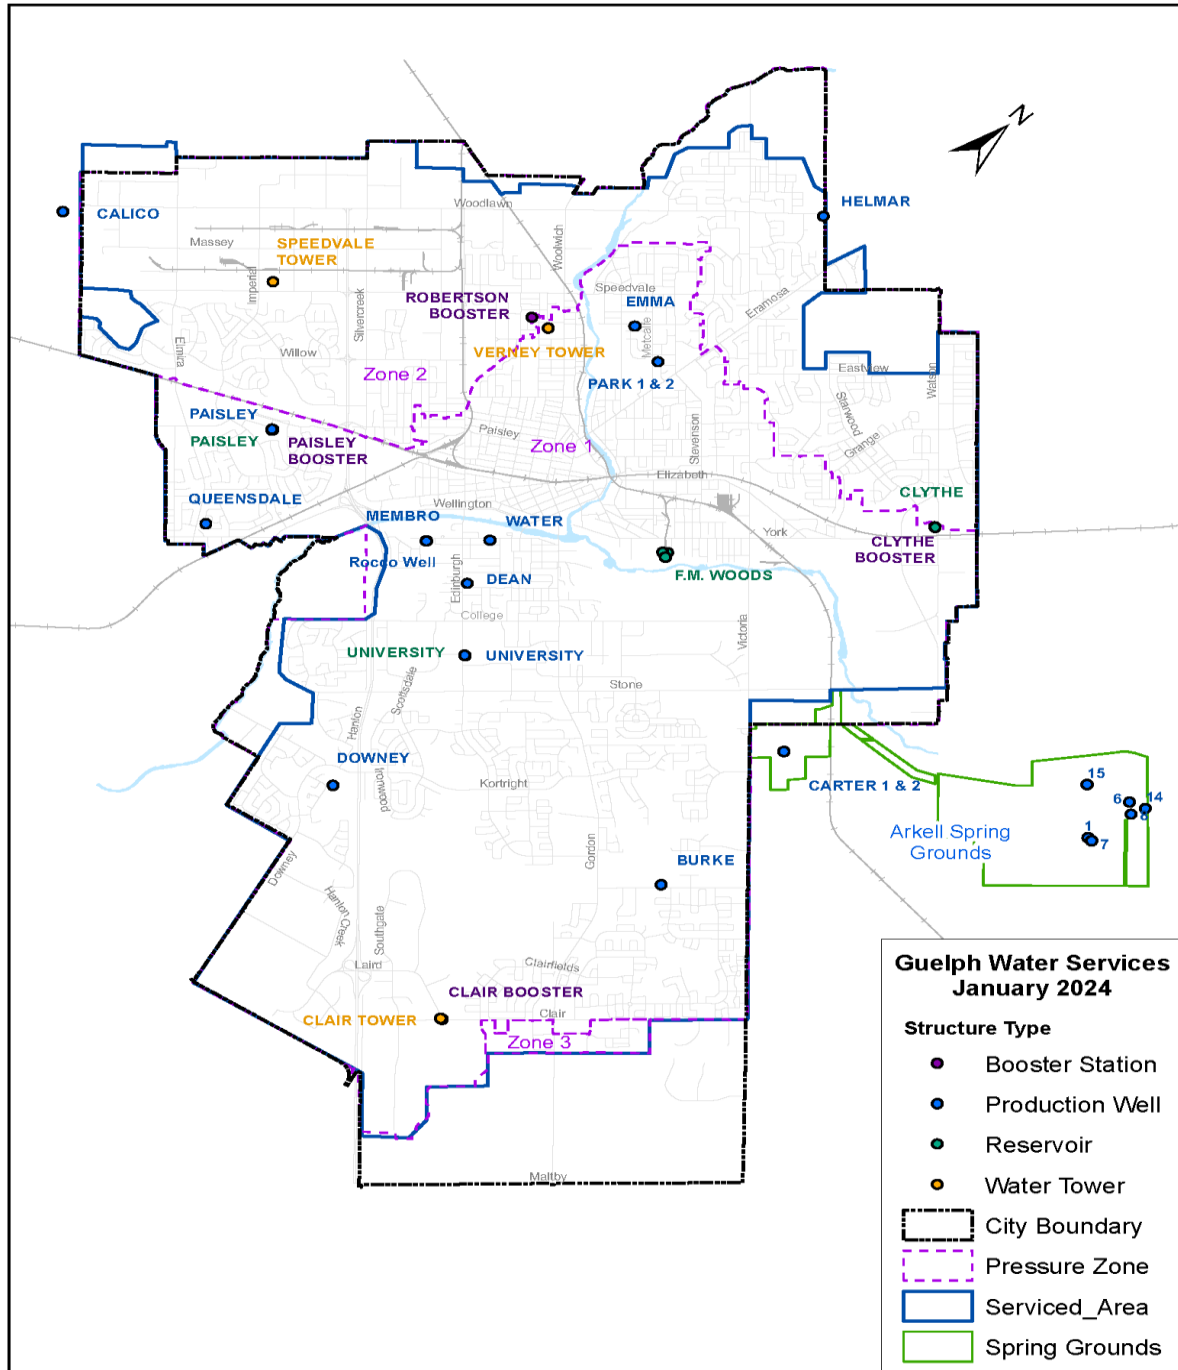 N
HELMAR
CALICO
Woodlawn
Woolwich
Massey
SPEEDVALE
TOWER
Imperial
Silvercreek
ROBERTSON
BOOSTER
Speedvale
EMMA
Metcalfe
Eramosa
VERNEY TOWER
Elmira
Willow
Zone 2
PARK 1 & 2
Eastview
Watson
Starwood
PAISLEY
PAISLEY
PAISLEY
BOOSTER
Paisley
Zone 1
Stevenson
Grange
Elizabeth
QUEENSDALE
Wellington
CLYTHE
MEMBRO
WATER
York
CLYTHE
BOOSTER
Rocco Well
Edinburgh
DEAN
F.M. WOODS
College
Victoria
UNIVERSITY
UNIVERSITY
Scottsdale
Stone
Hanlon
DOWNEY
Ironwood
Kortright
CARTER 1 & 2
15
6
14
8
1
7
Arkell Spring
Grounds
Gordon
BURKE
Downey
Hanlon Creek
Southgate
Laird
Clairfields
CLAIR BOOSTER
CLAIR TOWER
Clair
Zone 3
Maltby
Guelph Water Services
January 2024
Structure Type
Booster Station
Production Well
Reservoir
Water Tower
City Boundary
Pressure Zone
Serviced_Area
Spring Grounds